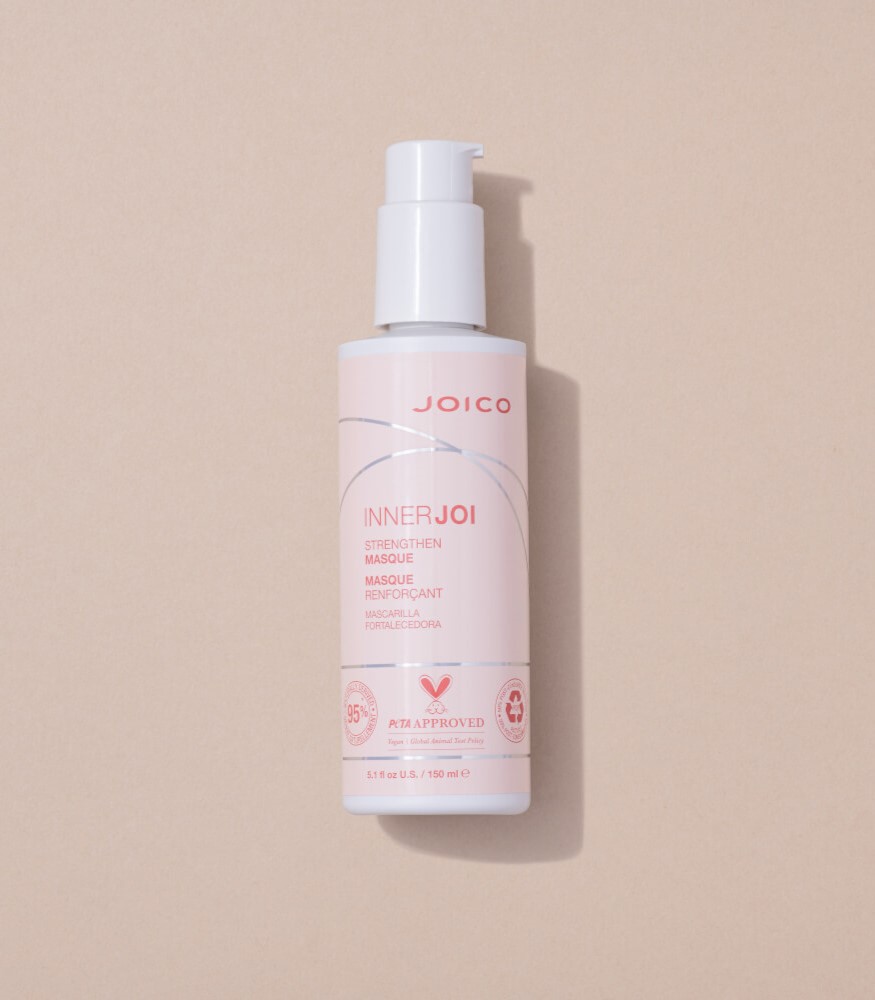 JOICO
INNERJOI
STRENGTHEN
MASQUE
MASQUE
RENFORÇANT
MASCARILLA
FORTALECEDORA
95%
PETA APPROVED
Vegan | Global Animal Test Policy
5.1 fl oz U.S. / 150 ml ℮